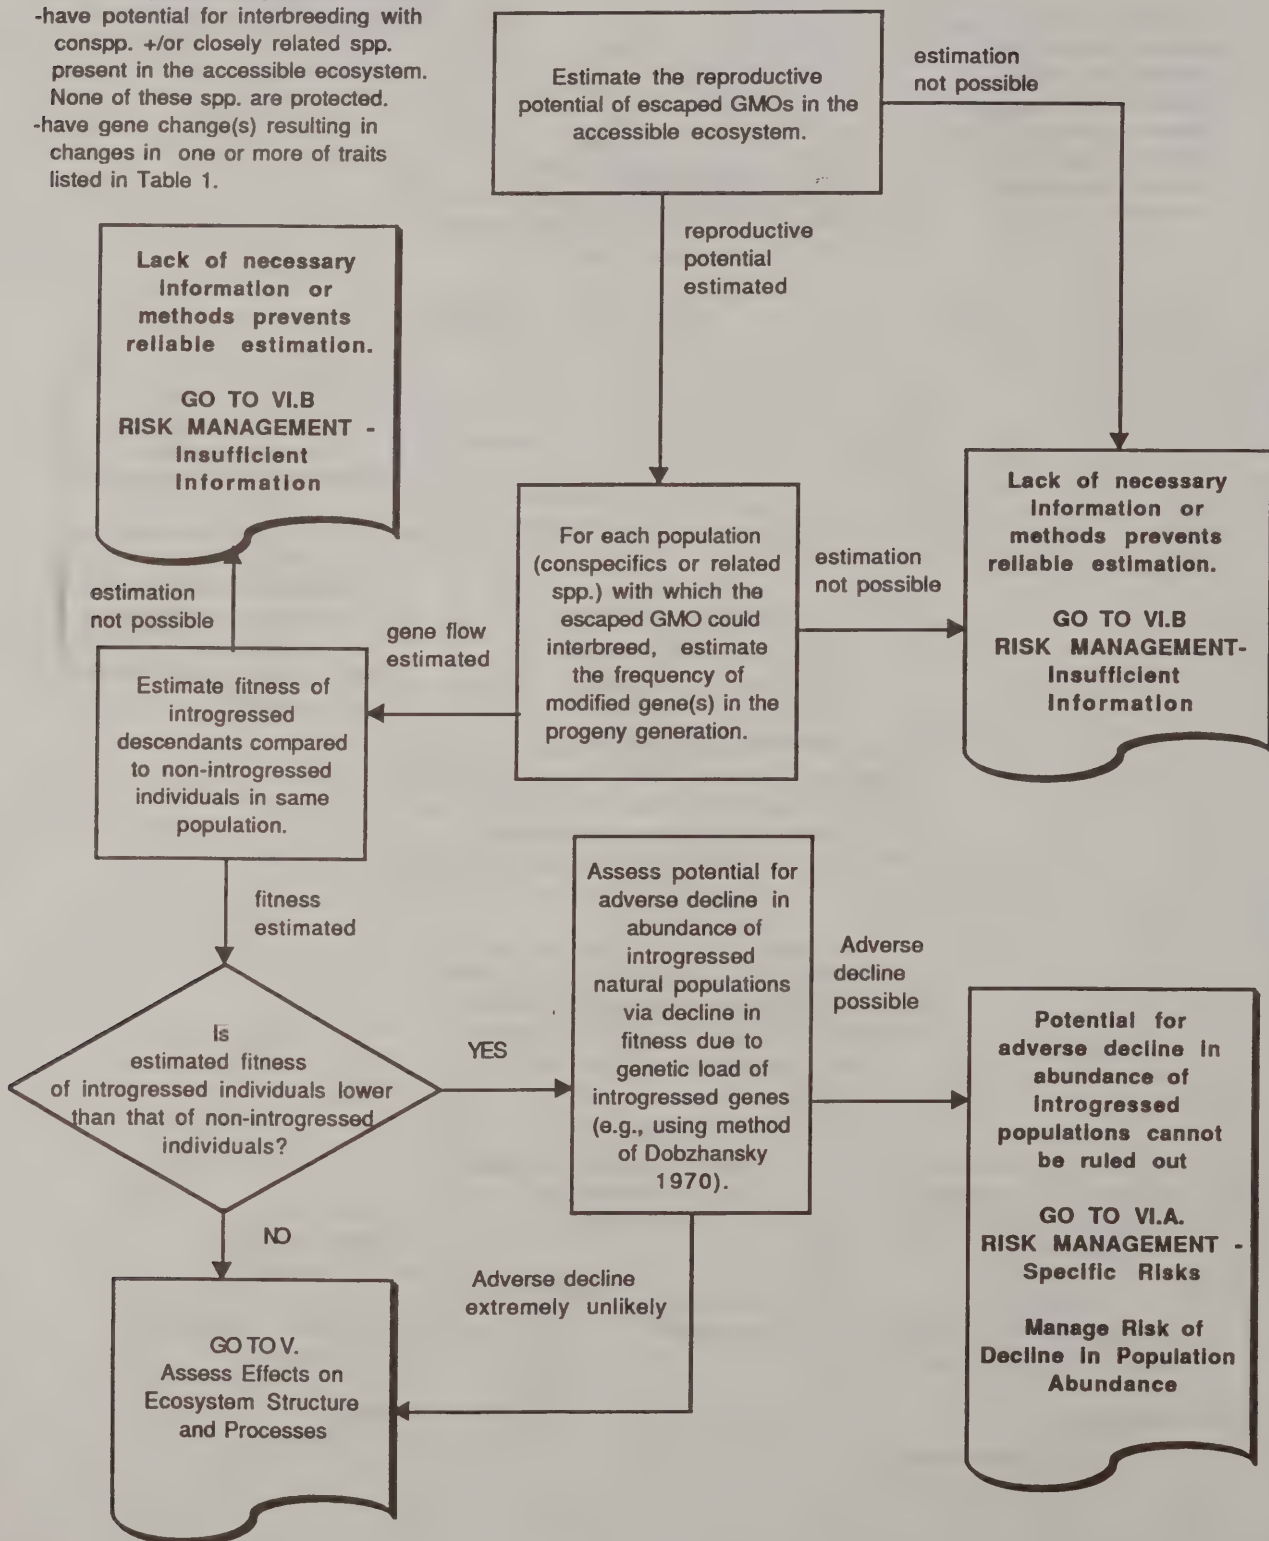 -have potential for interbreeding with
conspp. +/or closely related spp.
present in the accessible ecosystem.
None of these spp. are protected.
-have gene change(s) resulting in
changes in one or more of traits
listed in Table 1.
Estimate the reproductive
potential of escaped GMOs in the
accessible ecosystem.
estimation
not possible
reproductive
potential
estimated
Lack of necessary
Information or
methods prevents
reliable estimation.
GO TO VI.B
RISK MANAGEMENT -
Insufficient
Information
For each population
(conspecifics or related
spp.) with which the
escaped GMO could
interbreed, estimate
the frequency of
modified gene(s) in the
progeny generation.
estimation
not possible
Lack of necessary
Information or
methods prevents
reliable estimation.
GO TO VI.B
RISK MANAGEMENT-
Insufficient
Information
estimation
not possible
gene flow
estimated
Estimate fitness of
introgressed
descendants compared
to non-introgressed
individuals in same
population.
fitness
estimated
Is
estimated fitness
of introgressed individuals lower
than that of non-introgressed
individuals?
YES
NO
Assess potential for
adverse decline in
abundance of
introgressed
natural populations
via decline in
fitness due to
genetic load of
introgressed genes
(e.g., using method
of Dobzhansky
1970).
Adverse
decline
possible
Potential for
adverse decline in
abundance of
Introgressed
populations cannot
be ruled out
GO TO VI.A.
RISK MANAGEMENT -
Specific Risks
Manage Risk of
Decline in Population
Abundance
Adverse decline
extremely unlikely
GO TO V.
Assess Effects on
Ecosystem Structure
and Processes